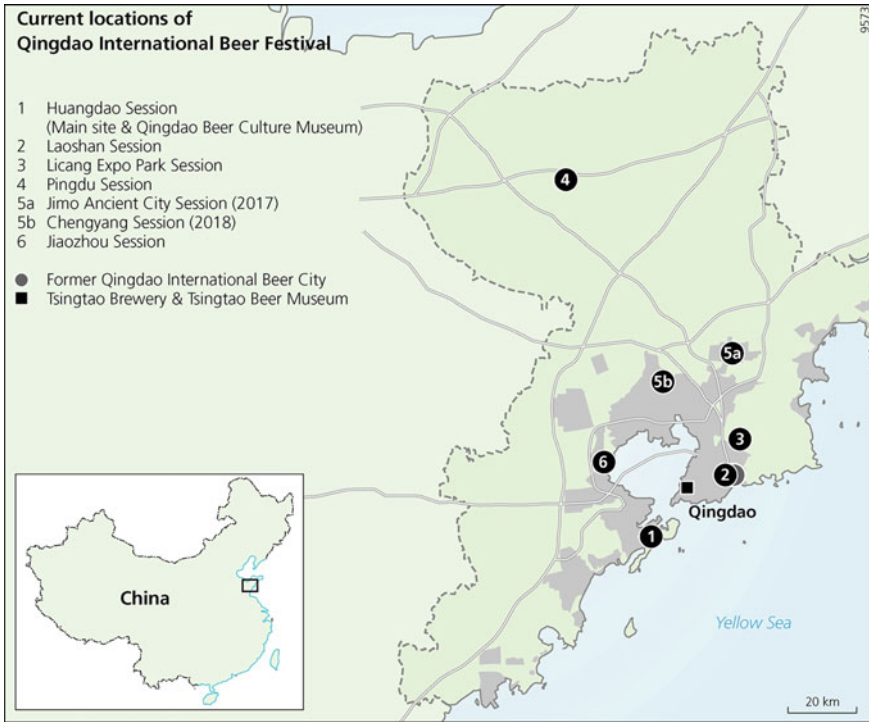 Current locations of
Qingdao International Beer Festival
1 Huangdao Session
(Main site & Qingdao Beer Culture Museum)
2 Laoshan Session
3 Licang Expo Park Session
4 Pingdu Session
5a Jimo Ancient City Session (2017)
5b Chengyang Session (2018)
6 Jiaozhou Session
Former Qingdao International Beer City
Tsingtao Brewery & Tsingtao Beer Museum
9573
4
5a
5b
3
6
2
Qingdao
1
China
Yellow Sea
20 km